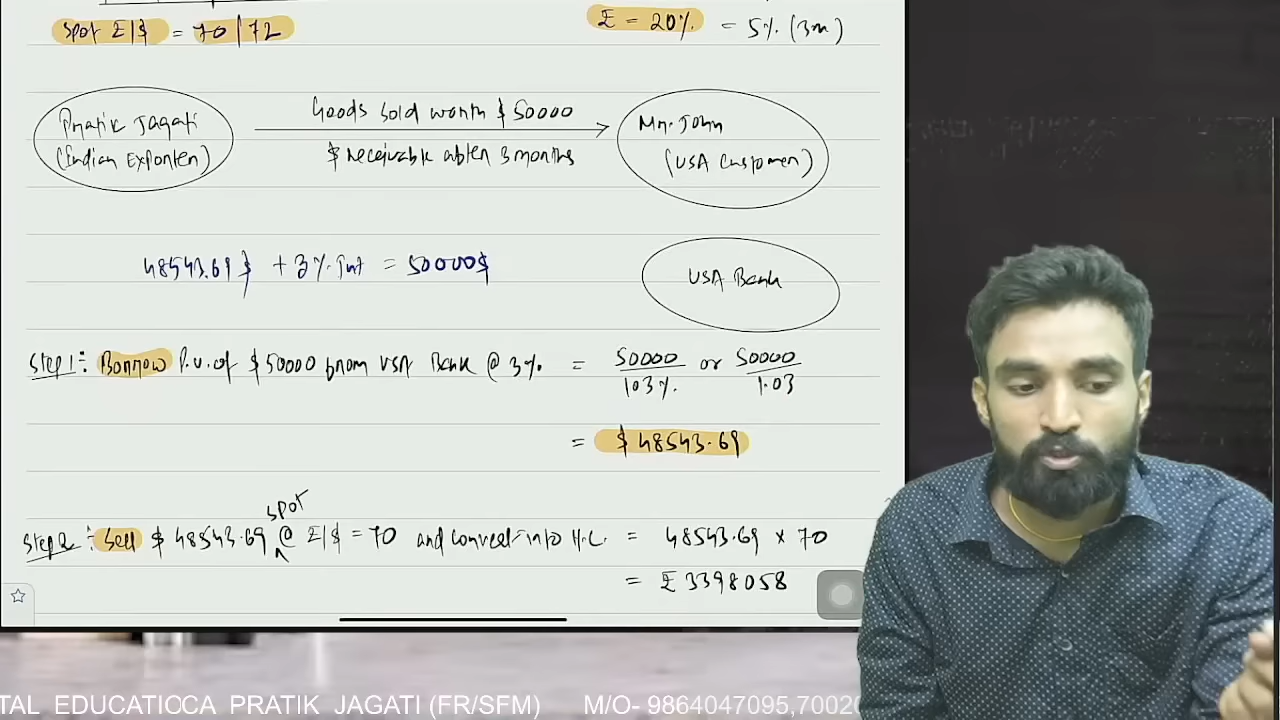 Spot ₹/$ = 70/72
₹ = 20% = 5% (3m)
Pratik Jagati
(Indian Exporter)
Goods sold worth $50000
$ receivable after 3 months
Mr. John
(USA Customer)
48543.69 $ + 3% Int = 50000$
USA Bank
Step 1: Borrow P.V. of $50000 from USA Bank @ 3% = 50000/103% or 50000/1.03
= $48543.69
Step 2: Sell $48543.69 @ spot ₹/$ = 70 and convert into H.C. = 48543.69 × 70
= ₹3398058
TAL EDUCATIOCA PRATIK JAGATI (FR/SFM) M/O- 9864047095,70020